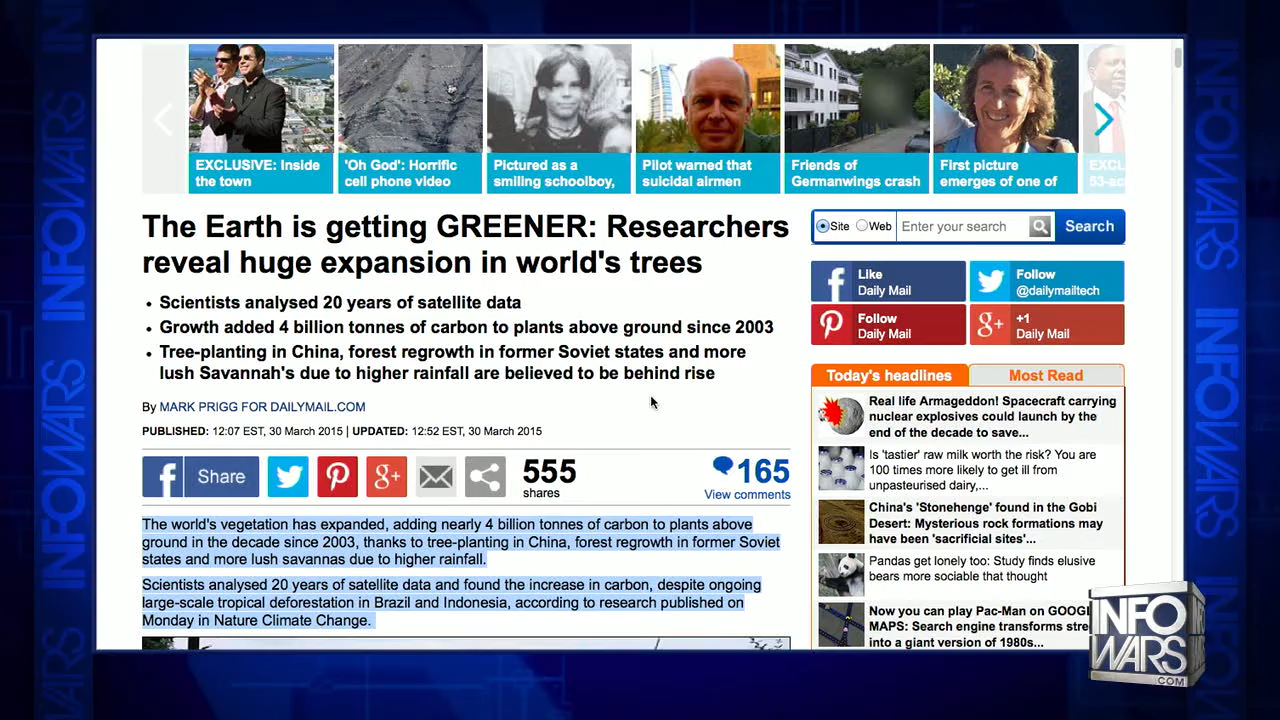 EXCLUSIVE: Inside
the town
'Oh God': Horrific
cell phone video
Pictured as a
smiling schoolboy,
Pilot warned that
suicidal airmen
Friends of
Germanwings crash
First picture
emerges of one of
EXCL
The Earth is getting GREENER: Researchers
reveal huge expansion in world's trees
• Scientists analysed 20 years of satellite data
• Growth added 4 billion tonnes of carbon to plants above ground since 2003
• Tree-planting in China, forest regrowth in former Soviet states and more
lush Savannah's due to higher rainfall are believed to be behind rise
By MARK PRIGG FOR DAILYMAIL.COM
PUBLISHED: 12:07 EST, 30 March 2015 | UPDATED: 12:52 EST, 30 March 2015
Share
555
shares
165
View comments
The world's vegetation has expanded, adding nearly 4 billion tonnes of carbon to plants above
ground in the decade since 2003, thanks to tree-planting in China, forest regrowth in former Soviet
states and more lush savannas due to higher rainfall.
Scientists analysed 20 years of satellite data and found the increase in carbon, despite ongoing
large-scale tropical deforestation in Brazil and Indonesia, according to research published on
Monday in Nature Climate Change.
Site Web Enter your search Search
Like
Daily Mail
Follow
@dailymailtech
Follow
Daily Mail
+1
Daily Mail
Today's headlines
Most Read
Real life Armageddon! Spacecraft carrying
nuclear explosives could launch by the
end of the decade to save...
Is 'tastier' raw milk worth the risk? You are
100 times more likely to get ill from
unpasteurised dairy,...
China's 'Stonehenge' found in the Gobi
Desert: Mysterious rock formations may
have been 'sacrificial sites'...
Pandas get lonely too: Study finds elusive
bears more sociable that thought
Now you can play Pac-Man on GOOGL
MAPS: Search engine transforms stre
into a giant version of 1980s...
INFO
WARS
.COM
INFOWARS
INFOWARS
INFOWARS
INFOWARS